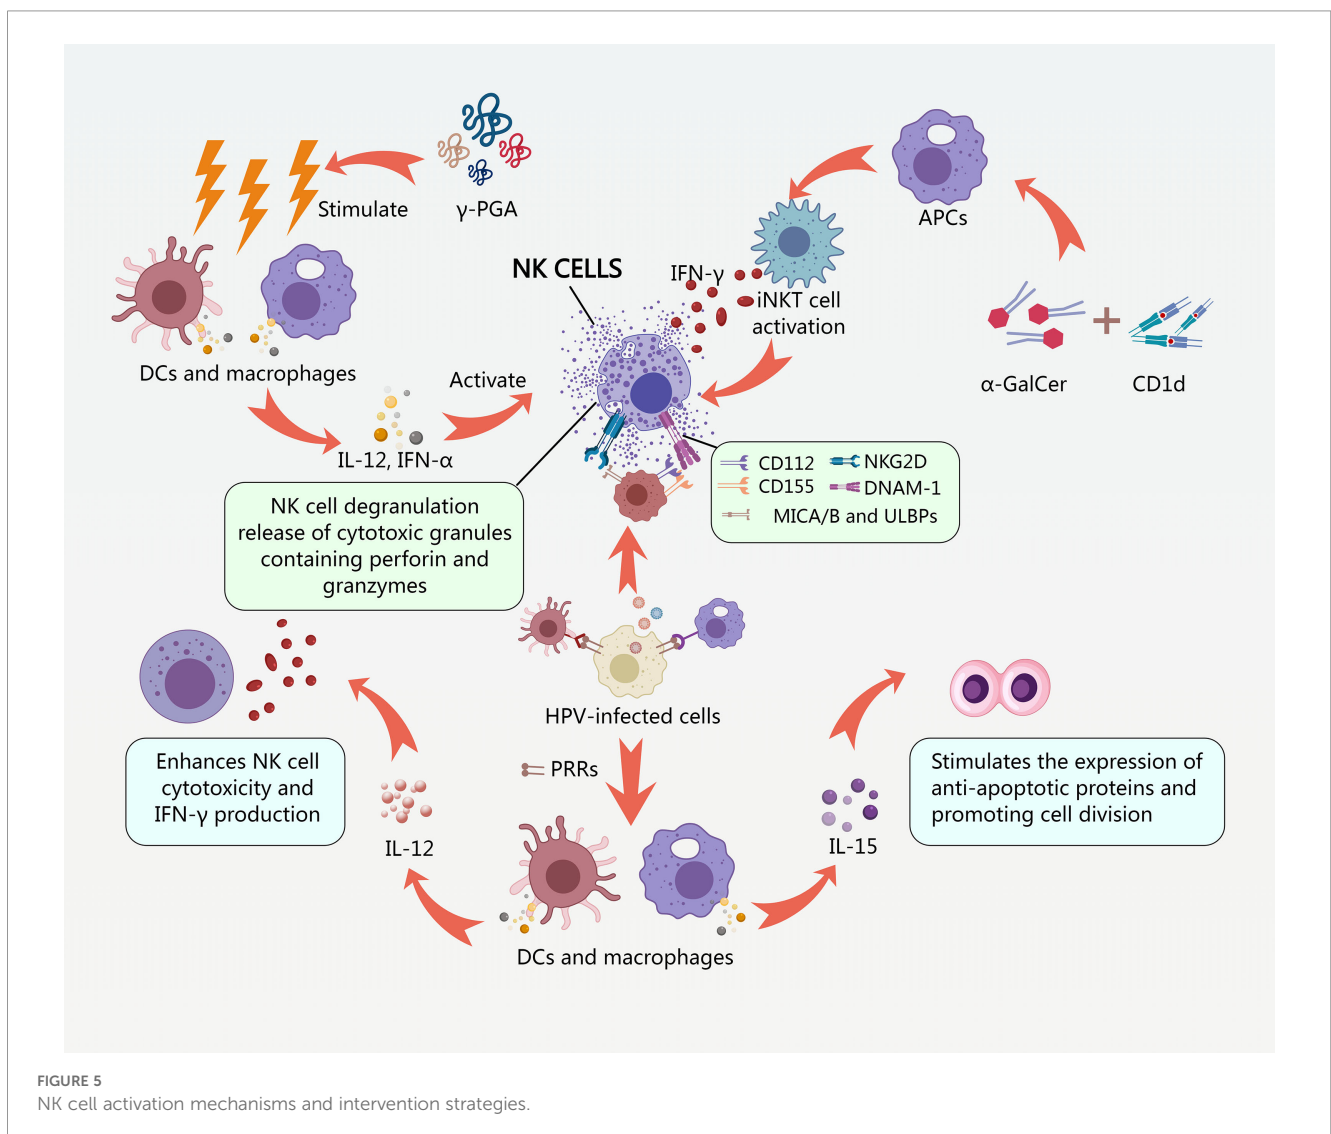 Stimulate
γ-PGA
APCs
NK CELLS
IFN-γ
iNKT cell
activation
DCs and macrophages
Activate
α-GalCer
CD1d
IL-12, IFN-α
CD112
NKG2D
CD155
DNAM-1
MICA/B and ULBPs
NK cell degranulation
release of cytotoxic granules
containing perforin and
granzymes
HPV-infected cells
PRRs
Enhances NK cell
cytotoxicity and
IFN-γ production
Stimulates the expression of
anti-apoptotic proteins and
promoting cell division
IL-12
IL-15
DCs and macrophages
FIGURE 5
NK cell activation mechanisms and intervention strategies.